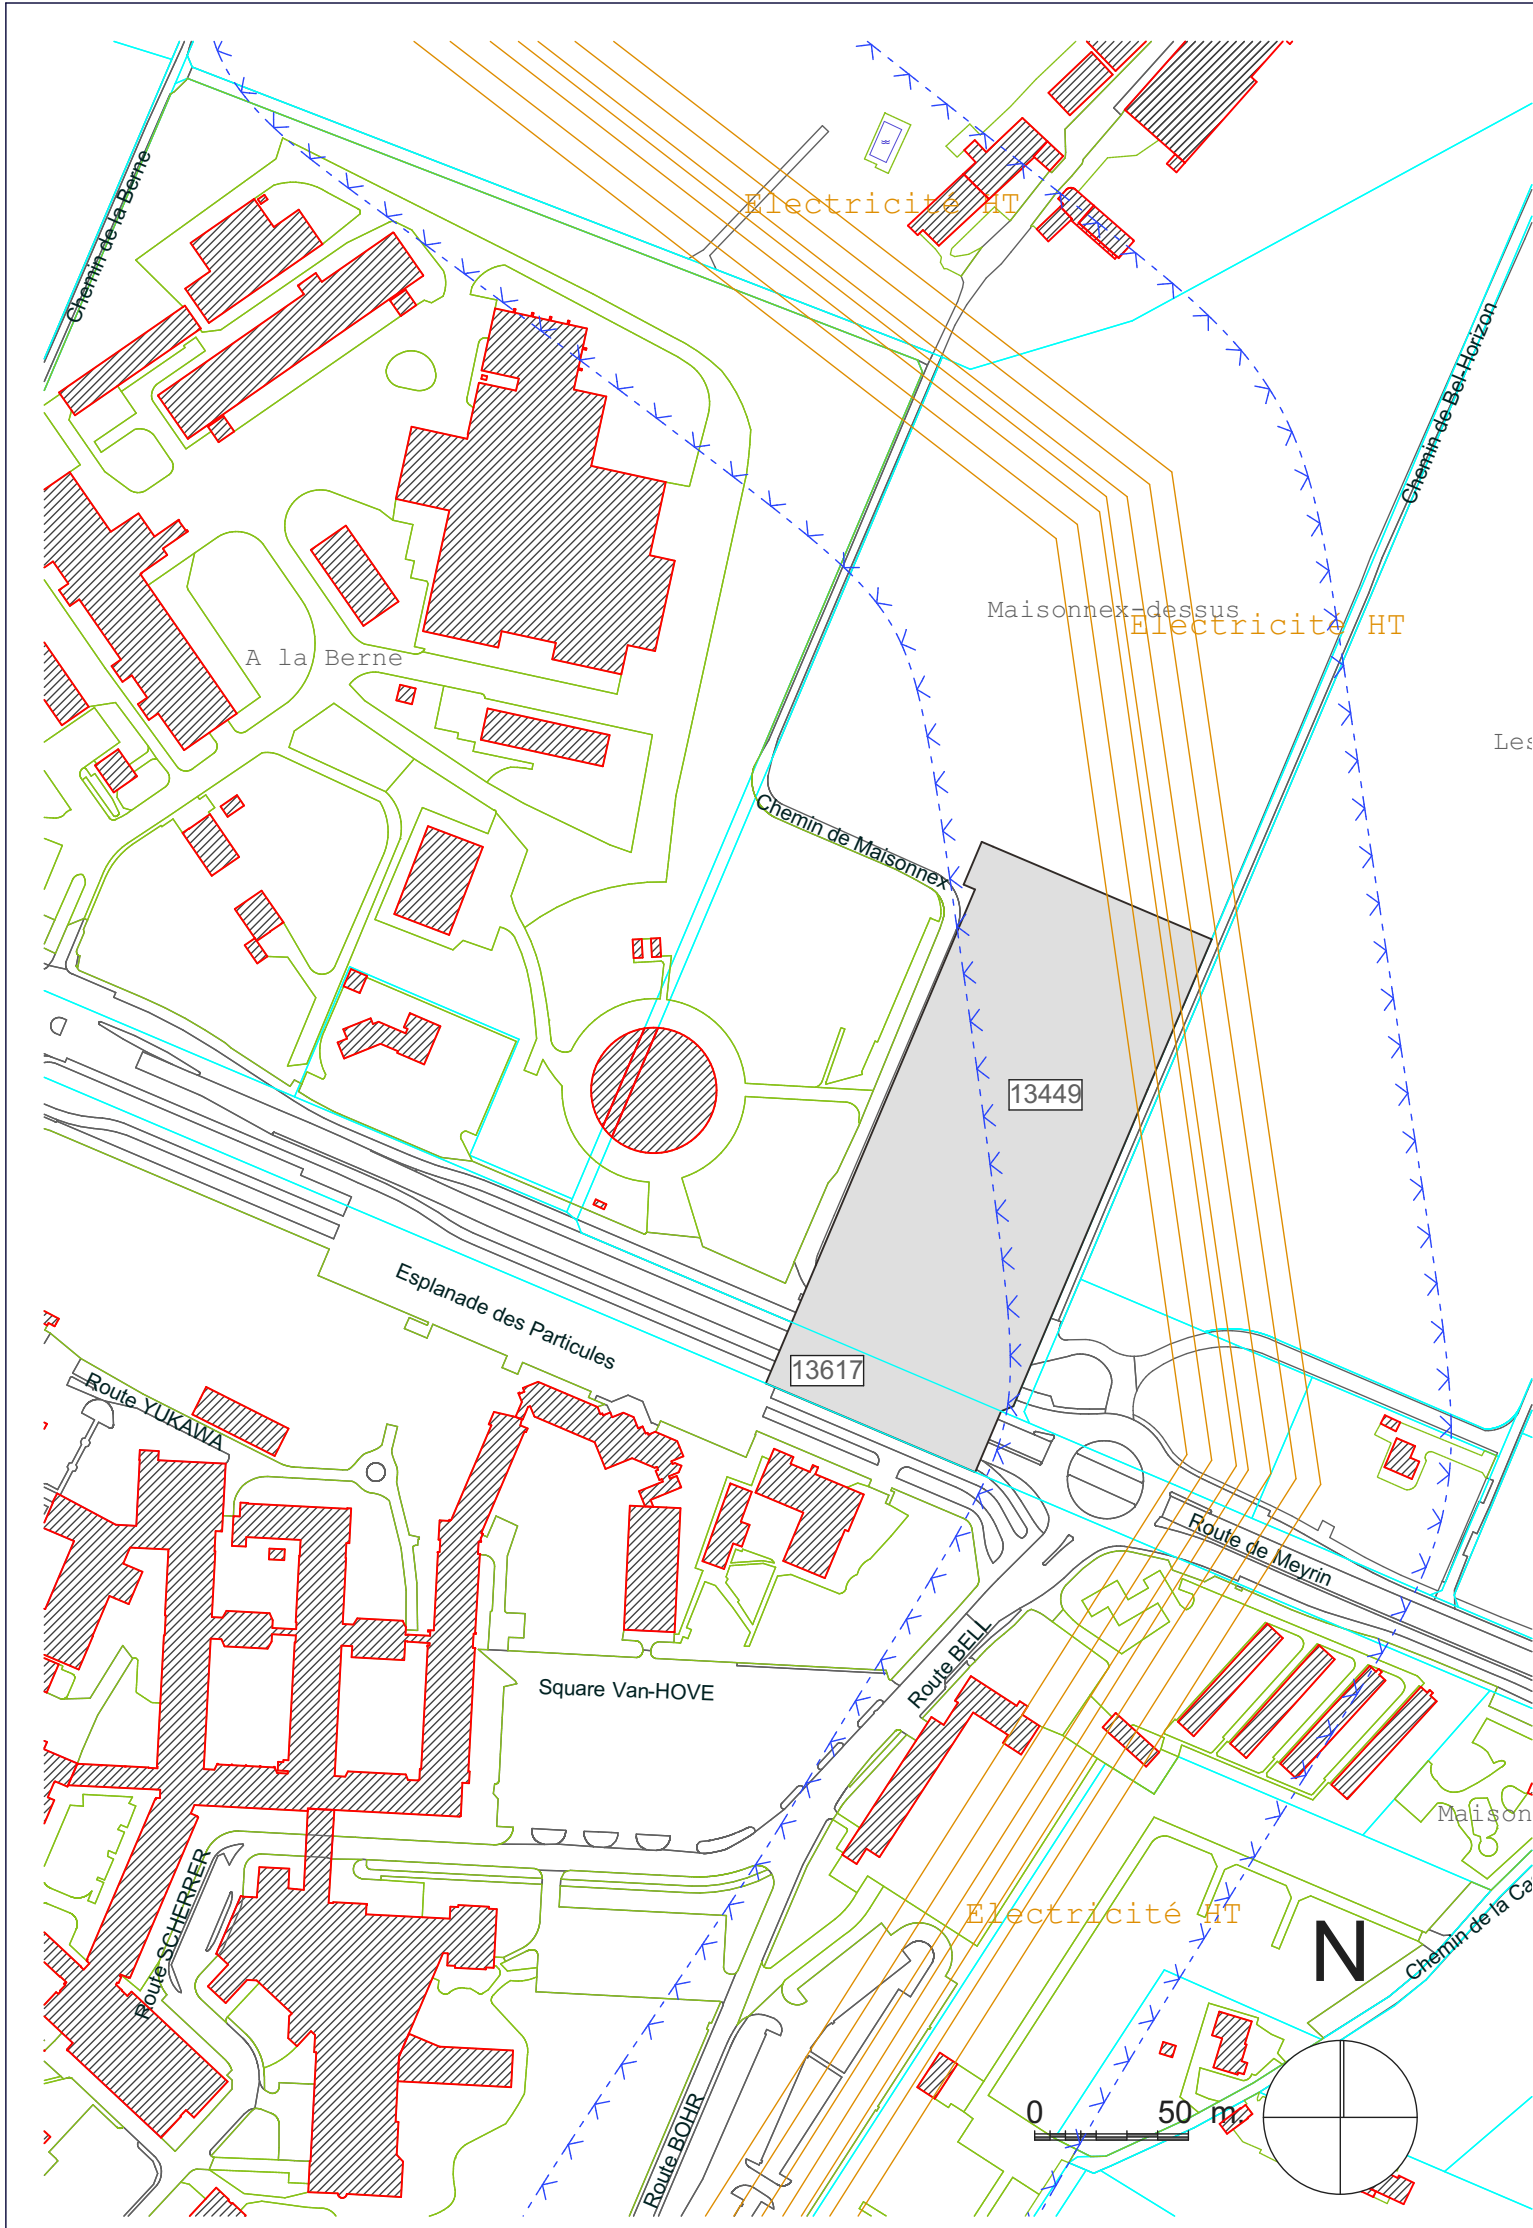 Chemin de la Berne
Electricité HT
Chemin de Bel-Horizon
Maisonnex-dessus
Electricité HT
A la Berne
Les
Chemin de Maisonnex
13449
13617
Esplanade des Particules
Route YUKAWA
Route de Meyrin
Route BELL
Square Van-HOVE
Maison
Route SCHERRER
Electricité HT
Chemin de la Ca
N
Route BOHR
0 50 m.